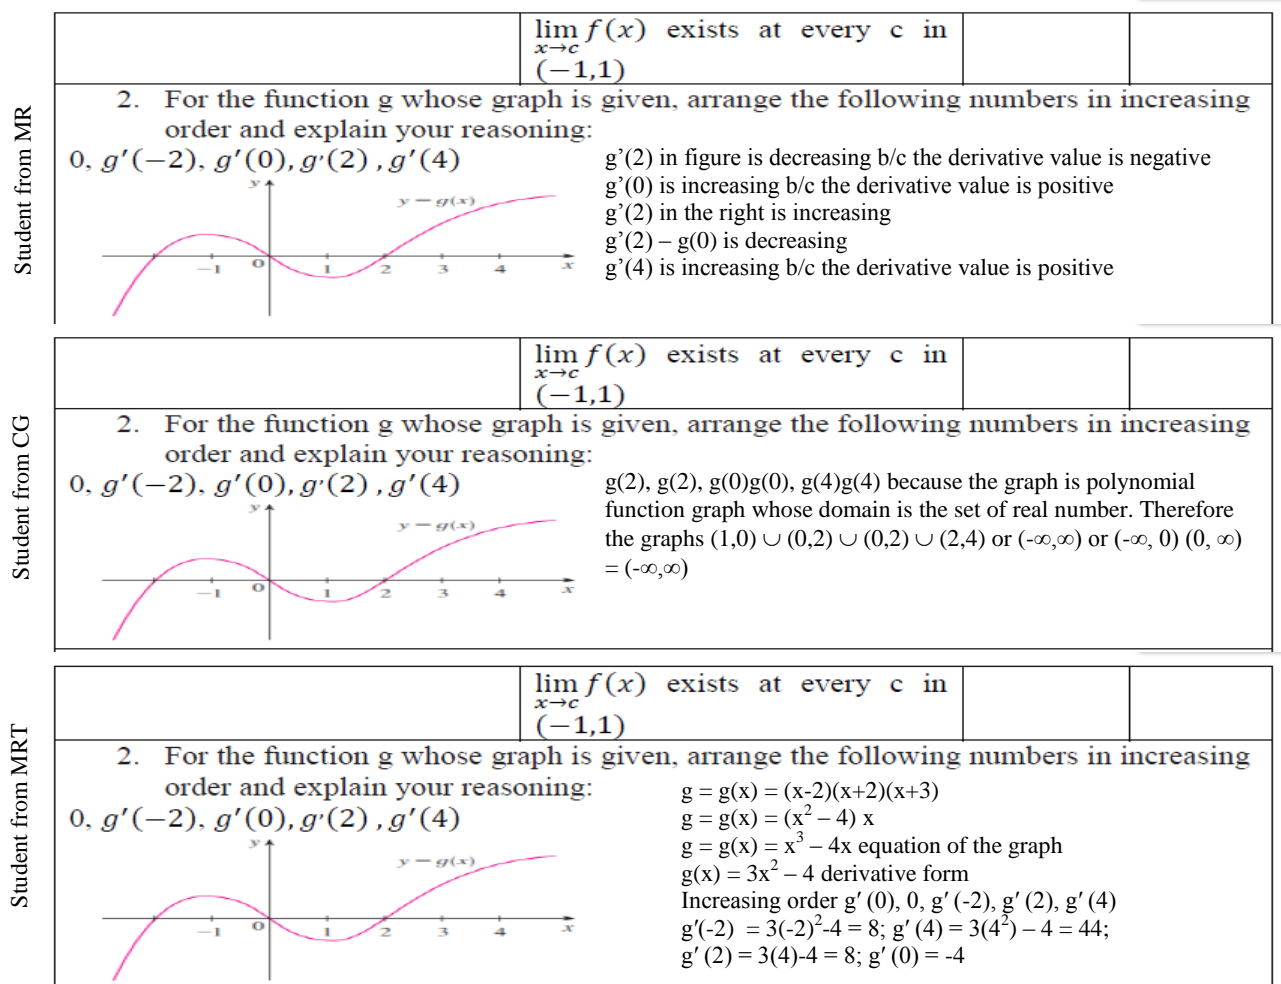 Student from MR
lim f(x) exists at every c in
x→c
(−1,1)
2. For the function g whose graph is given, arrange the following numbers in increasing
order and explain your reasoning:
0, g′(−2), g′(0), g′(2) , g′(4)
y
y = g(x)
−1 0 1 2 3 4 x
g’(2) in figure is decreasing b/c the derivative value is negative
g’(0) is increasing b/c the derivative value is positive
g’(2) in the right is increasing
g’(2) – g(0) is decreasing
g’(4) is increasing b/c the derivative value is positive
Student from CG
lim f(x) exists at every c in
x→c
(−1,1)
2. For the function g whose graph is given, arrange the following numbers in increasing
order and explain your reasoning:
0, g′(−2), g′(0), g′(2) , g′(4)
y
y = g(x)
−1 0 1 2 3 4 x
g(2), g(2), g(0)g(0), g(4)g(4) because the graph is polynomial
function graph whose domain is the set of real number. Therefore
the graphs (1,0) ∪ (0,2) ∪ (0,2) ∪ (2,4) or (-∞,∞) or (-∞, 0) (0, ∞)
= (-∞,∞)
Student from MRT
lim f(x) exists at every c in
x→c
(−1,1)
2. For the function g whose graph is given, arrange the following numbers in increasing
order and explain your reasoning:
0, g′(−2), g′(0), g′(2) , g′(4)
y
y = g(x)
−1 0 1 2 3 4 x
g = g(x) = (x-2)(x+2)(x+3)
g = g(x) = (x² – 4) x
g = g(x) = x³ – 4x equation of the graph
g(x) = 3x² – 4 derivative form
Increasing order g′ (0), 0, g′ (-2), g′ (2), g′ (4)
g′(-2) = 3(-2)²-4 = 8; g′ (4) = 3(4²) – 4 = 44;
g′ (2) = 3(4)-4 = 8; g′ (0) = -4